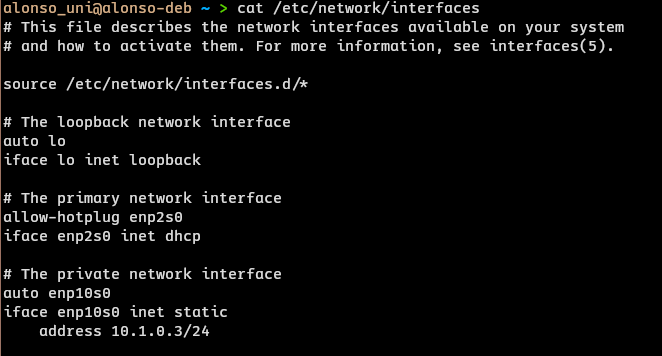 alonso_uni@alonso-deb ~ > cat /etc/network/interfaces
# This file describes the network interfaces available on your system
# and how to activate them. For more information, see interfaces(5).
source /etc/network/interfaces.d/*
# The loopback network interface
auto lo
iface lo inet loopback
# The primary network interface
allow-hotplug enp2s0
iface enp2s0 inet dhcp
# The private network interface
auto enp10s0
iface enp10s0 inet static
    address 10.1.0.3/24